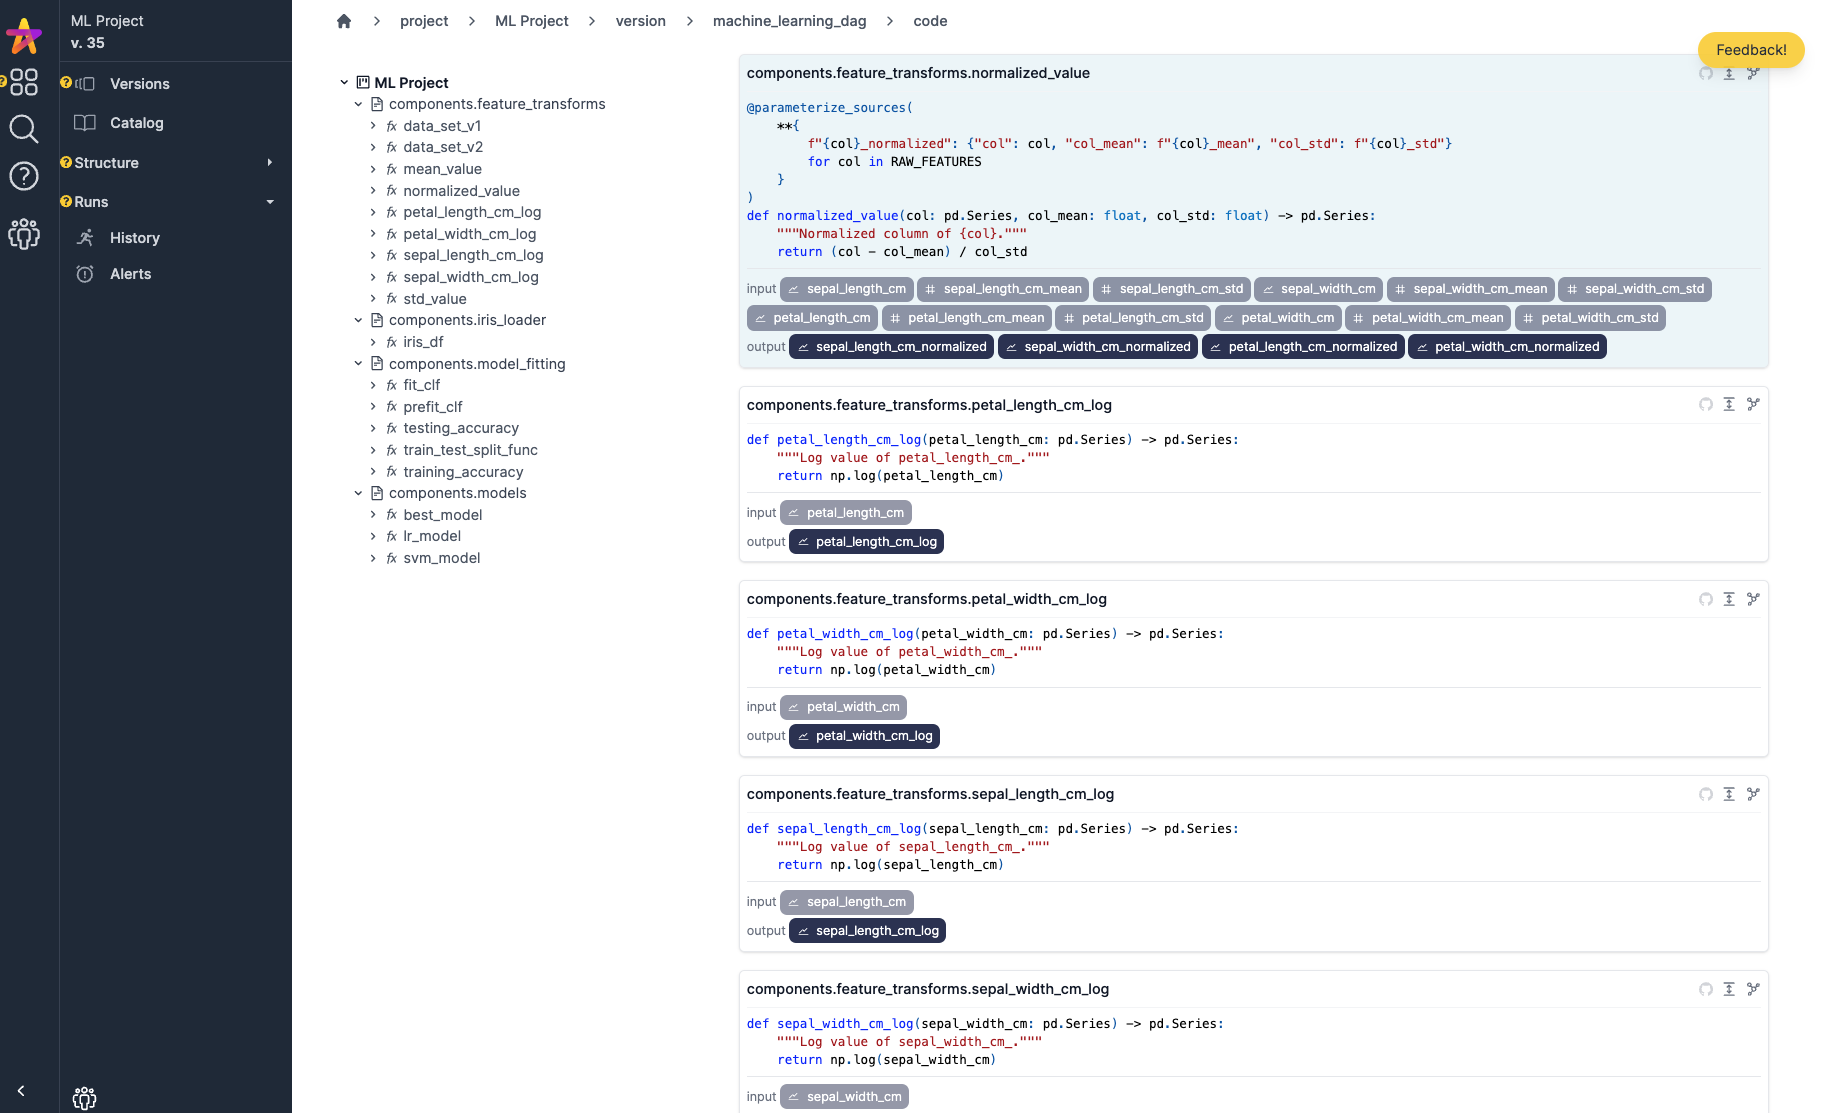 ML Project
v. 35
Versions
Catalog
Structure
Runs
History
Alerts
project > ML Project > version > machine_learning_dag > code
Feedback!
ML Project
components.feature_transforms
fx data_set_v1
fx data_set_v2
fx mean_value
fx normalized_value
fx petal_length_cm_log
fx petal_width_cm_log
fx sepal_length_cm_log
fx sepal_width_cm_log
fx std_value
components.iris_loader
fx iris_df
components.model_fitting
fx fit_clf
fx prefit_clf
fx testing_accuracy
fx train_test_split_func
fx training_accuracy
components.models
fx best_model
fx lr_model
fx svm_model
components.feature_transforms.normalized_value
@parameterize_sources(
    **{
        f"{col}_normalized": {"col": col, "col_mean": f"{col}_mean", "col_std": f"{col}_std"}
        for col in RAW_FEATURES
    }
)
def normalized_value(col: pd.Series, col_mean: float, col_std: float) -> pd.Series:
    """Normalized column of {col}."""
    return (col - col_mean) / col_std
input sepal_length_cm # sepal_length_cm_mean # sepal_length_cm_std sepal_width_cm # sepal_width_cm_mean # sepal_width_cm_std
petal_length_cm # petal_length_cm_mean # petal_length_cm_std petal_width_cm # petal_width_cm_mean # petal_width_cm_std
output sepal_length_cm_normalized sepal_width_cm_normalized petal_length_cm_normalized petal_width_cm_normalized
components.feature_transforms.petal_length_cm_log
def petal_length_cm_log(petal_length_cm: pd.Series) -> pd.Series:
    """Log value of petal_length_cm_."""
    return np.log(petal_length_cm)
input petal_length_cm
output petal_length_cm_log
components.feature_transforms.petal_width_cm_log
def petal_width_cm_log(petal_width_cm: pd.Series) -> pd.Series:
    """Log value of petal_width_cm_."""
    return np.log(petal_width_cm)
input petal_width_cm
output petal_width_cm_log
components.feature_transforms.sepal_length_cm_log
def sepal_length_cm_log(sepal_length_cm: pd.Series) -> pd.Series:
    """Log value of sepal_length_cm_."""
    return np.log(sepal_length_cm)
input sepal_length_cm
output sepal_length_cm_log
components.feature_transforms.sepal_width_cm_log
def sepal_width_cm_log(sepal_width_cm: pd.Series) -> pd.Series:
    """Log value of sepal_width_cm_."""
    return np.log(sepal_width_cm)
input sepal_width_cm